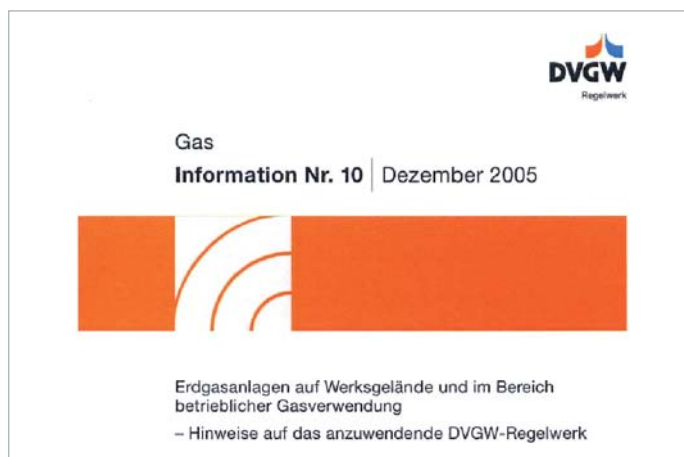 DVGW
Regelwerk
Gas
Information Nr. 10 | Dezember 2005
Erdgasanlagen auf Werksgelände und im Bereich
betrieblicher Gasverwendung
– Hinweise auf das anzuwendende DVGW-Regelwerk